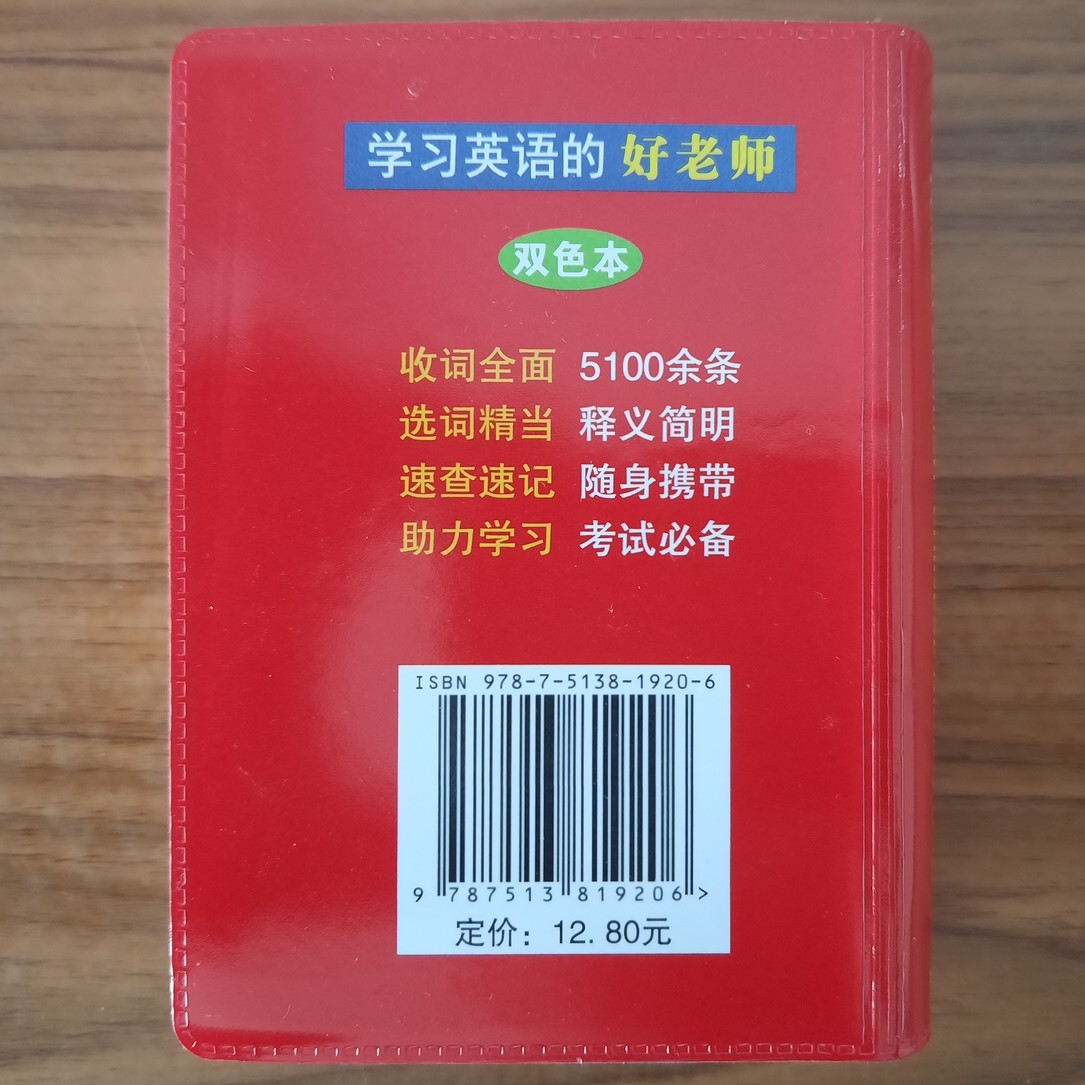 学习英语的 好老师
双色本
收词全面 5100余条
选词精当 释义简明
速查速记 随身携带
助力学习 考试必备
ISBN 978-7-5138-1920-6
9 787513 819206 >
定价：12.80元